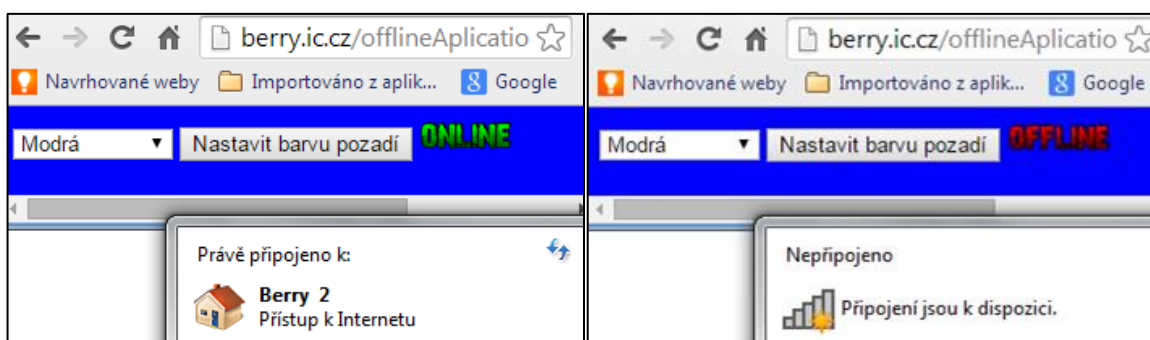 berry.ic.cz/offlineAplicatio
Navrhované weby Importováno z aplik... Google
Modrá Nastavit barvu pozadí ONLINE
Právě připojeno k:
Berry 2
Přístup k Internetu
berry.ic.cz/offlineAplicatio
Navrhované weby Importováno z aplik... Google
Modrá Nastavit barvu pozadí OFFLINE
Nepřipojeno
Připojení jsou k dispozici.